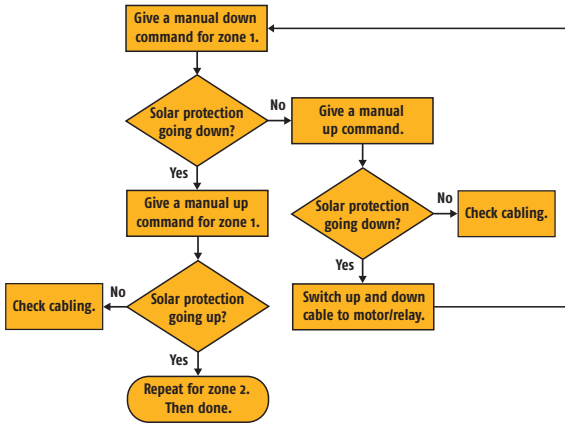 Give a manual down
command for zone 1.
Solar protection
going down?
No
Give a manual
up command.
Yes
Give a manual up
command for zone 1.
Solar protection
going down?
No
Check cabling.
Yes
Switch up and down
cable to motor/relay.
Solar protection
going up?
No
Check cabling.
Yes
Repeat for zone 2.
Then done.